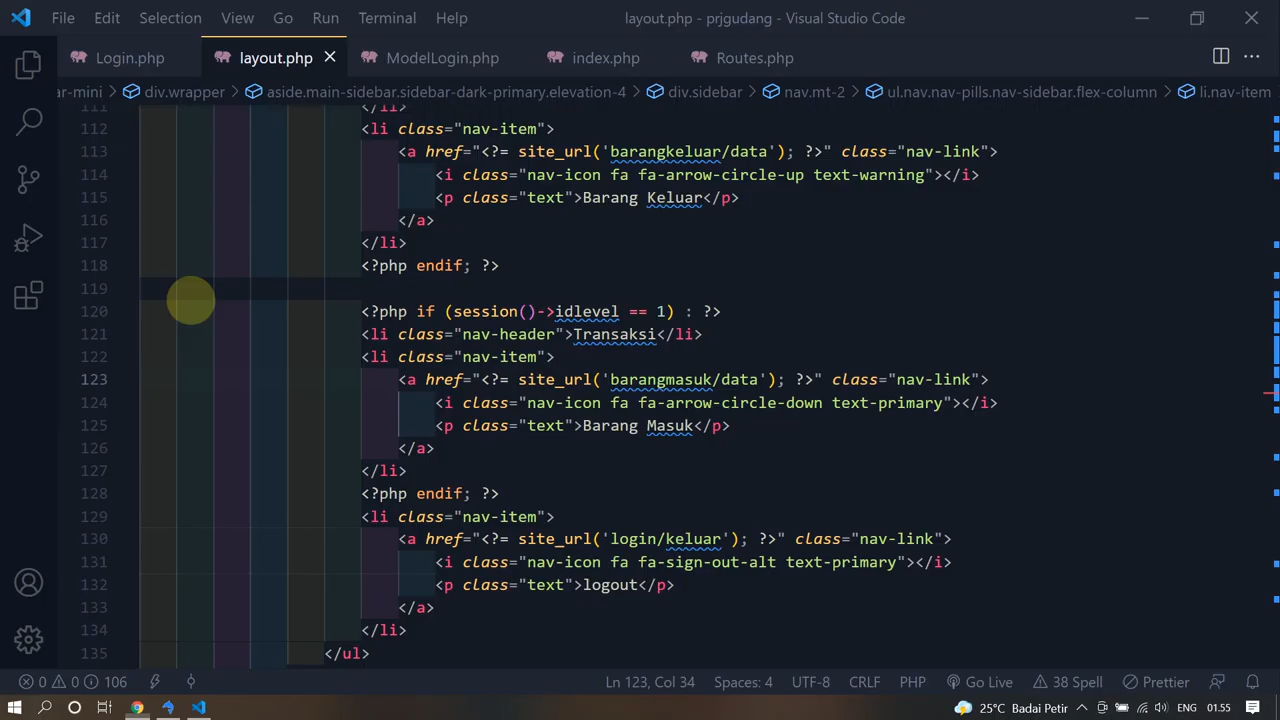 File Edit Selection View Go Run Terminal Help layout.php - prjgudang - Visual Studio Code
Login.php layout.php ModelLogin.php index.php Routes.php
ar-mini > div.wrapper > aside.main-sidebar.sidebar-dark-primary.elevation-4 > div.sidebar > nav.mt-2 > ul.nav.nav-pills.nav-sidebar.flex-column > li.nav-item
111 </li>
112 <li class="nav-item">
113 <a href="<?= site_url('barangkeluar/data'); ?>" class="nav-link">
114 <i class="nav-icon fa fa-arrow-circle-up text-warning"></i>
115 <p class="text">Barang Keluar</p>
116 </a>
117 </li>
118 <?php endif; ?>
119
120 <?php if (session()->idlevel == 1) : ?>
121 <li class="nav-header">Transaksi</li>
122 <li class="nav-item">
123 <a href="<?= site_url('barangmasuk/data'); ?>" class="nav-link">
124 <i class="nav-icon fa fa-arrow-circle-down text-primary"></i>
125 <p class="text">Barang Masuk</p>
126 </a>
127 </li>
128 <?php endif; ?>
129 <li class="nav-item">
130 <a href="<?= site_url('login/keluar'); ?>" class="nav-link">
131 <i class="nav-icon fa fa-sign-out-alt text-primary"></i>
132 <p class="text">logout</p>
133 </a>
134 </li>
135 </ul>
0 0 106 Ln 123, Col 34 Spaces: 4 UTF-8 CRLF PHP Go Live 38 Spell Prettier
25°C Badai Petir ENG 01.55